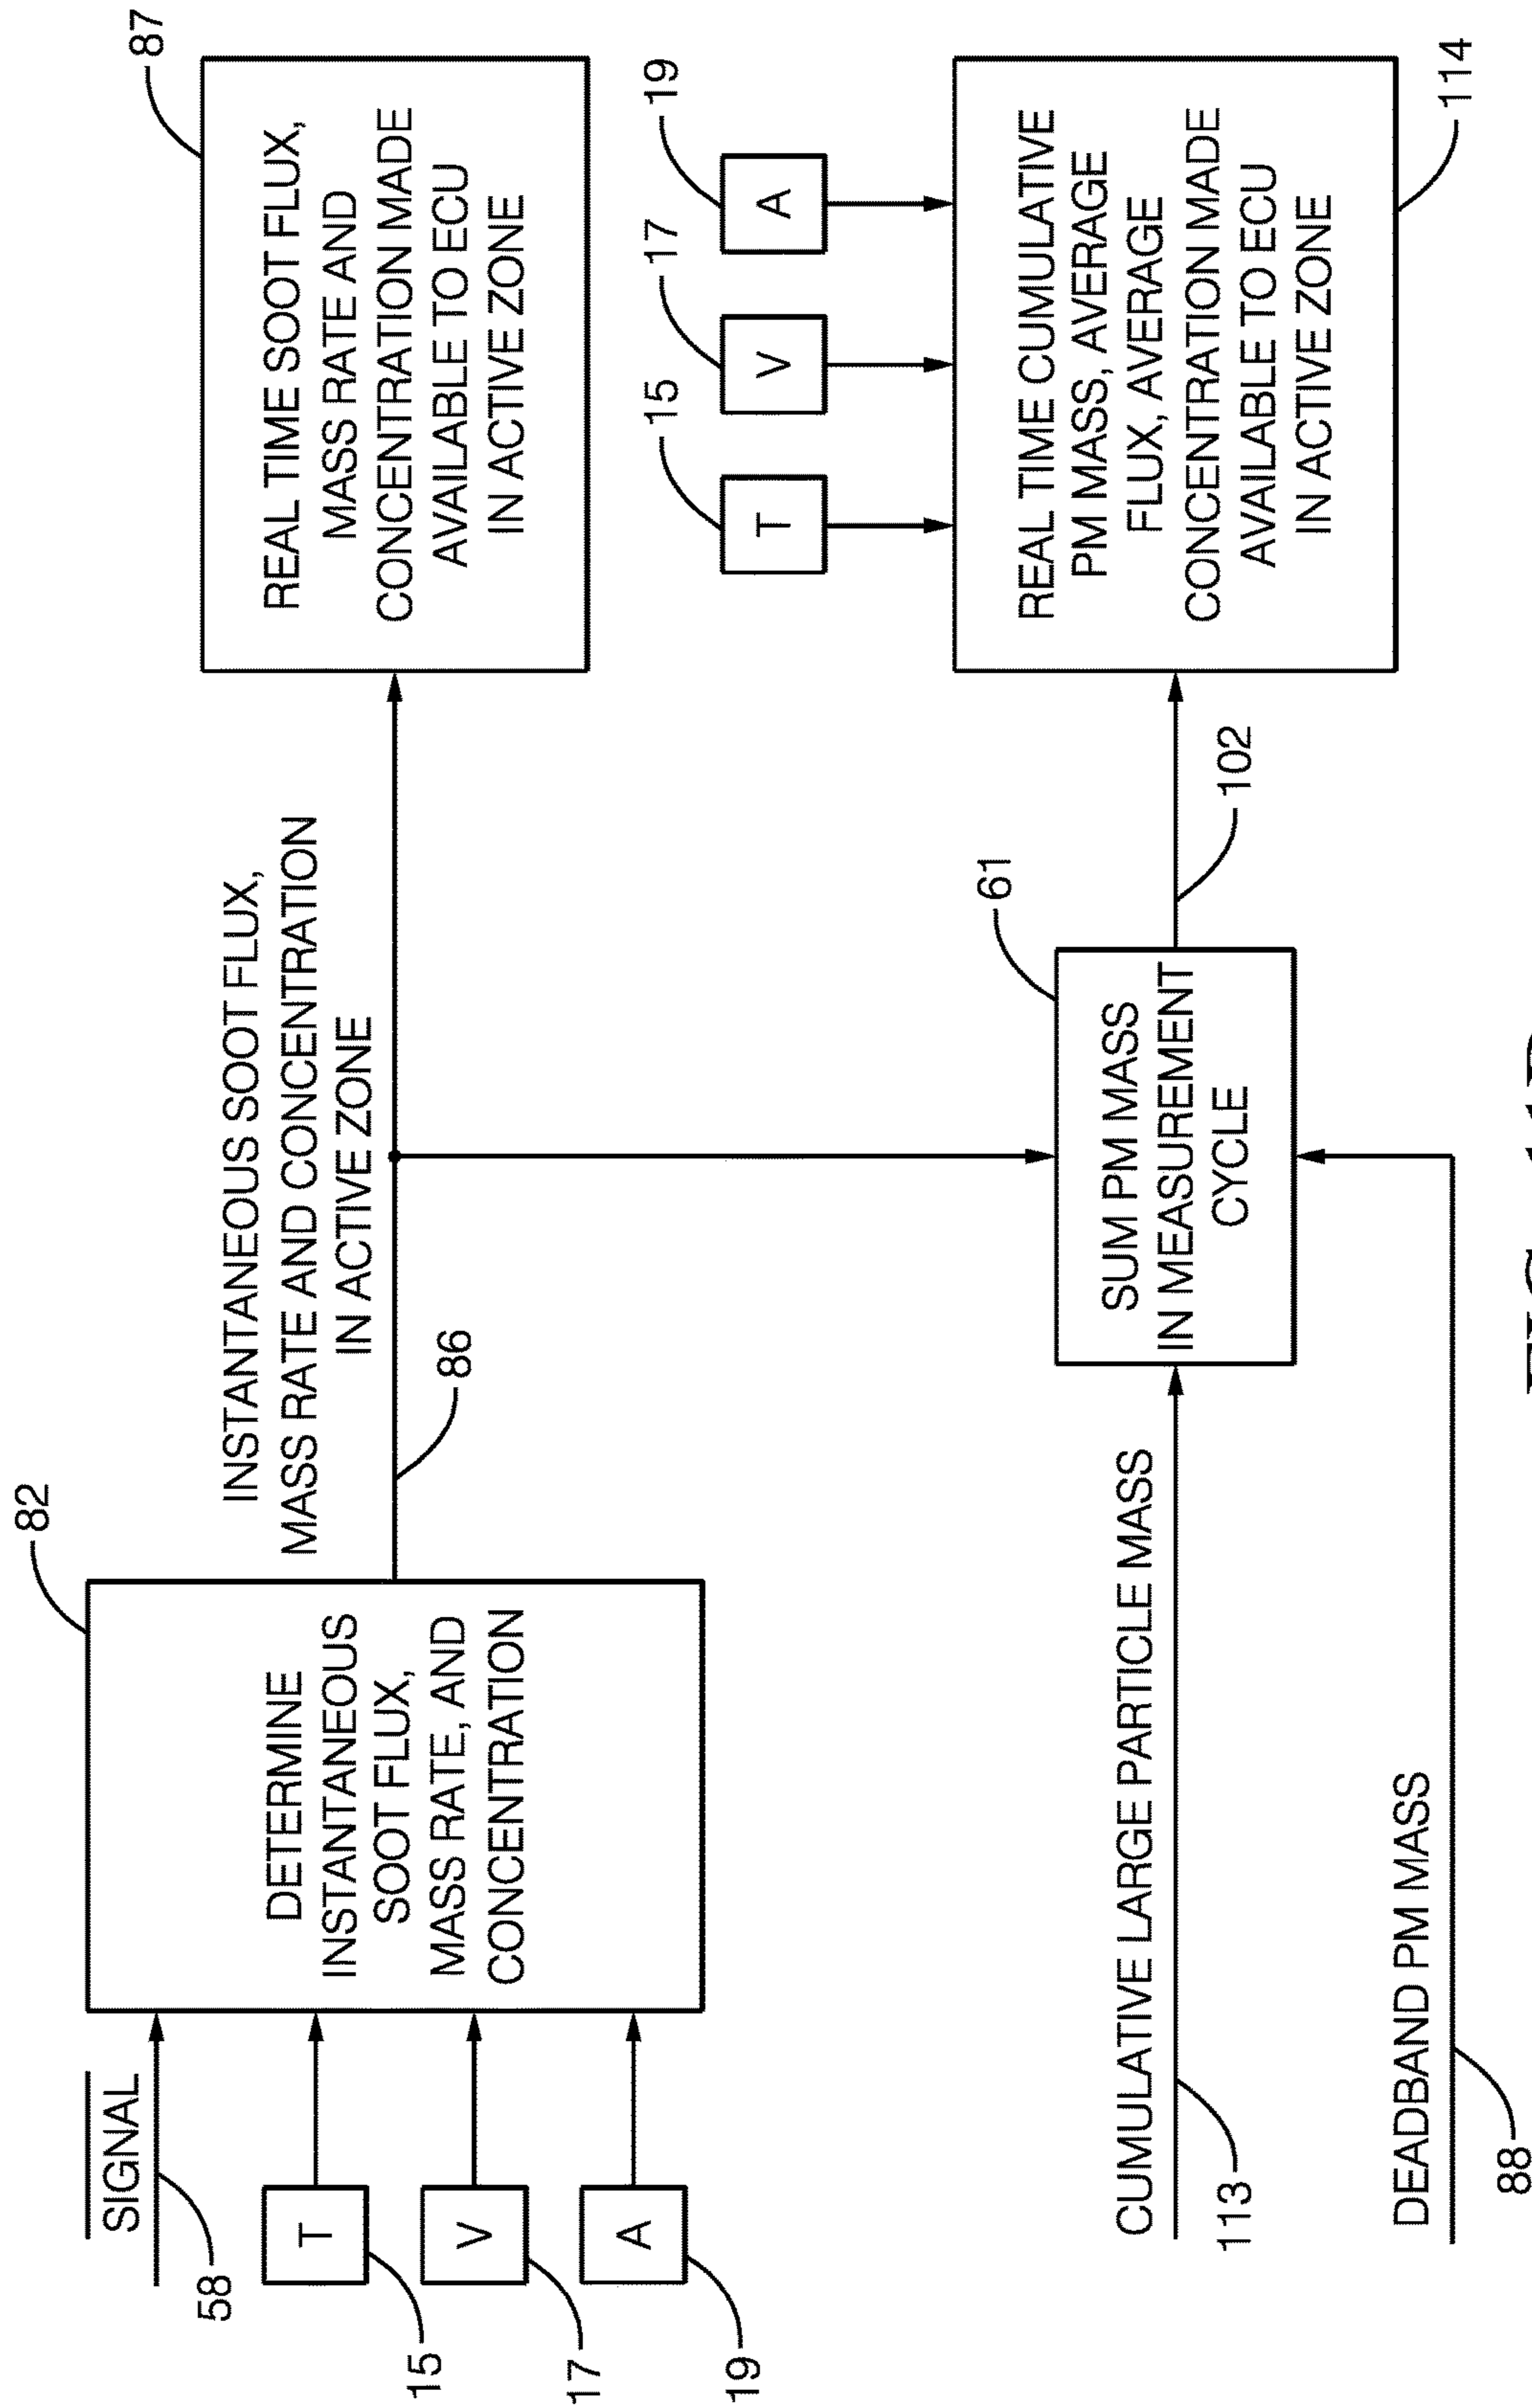 82
DETERMINE
INSTANTANEOUS
SOOT FLUX,
MASS RATE, AND
CONCENTRATION
SIGNAL
58
T
15
V
17
A
19
INSTANTANEOUS SOOT FLUX,
MASS RATE AND CONCENTRATION
IN ACTIVE ZONE
86
87
REAL TIME SOOT FLUX,
MASS RATE AND
CONCENTRATION MADE
AVAILABLE TO ECU
IN ACTIVE ZONE
CUMULATIVE LARGE PARTICLE MASS
113
DEADBAND PM MASS
88
61
SUM PM MASS
IN MEASUREMENT
CYCLE
102
15
T
17
V
19
A
REAL TIME CUMULATIVE
PM MASS, AVERAGE
FLUX, AVERAGE
CONCENTRATION MADE
AVAILABLE TO ECU
IN ACTIVE ZONE
114